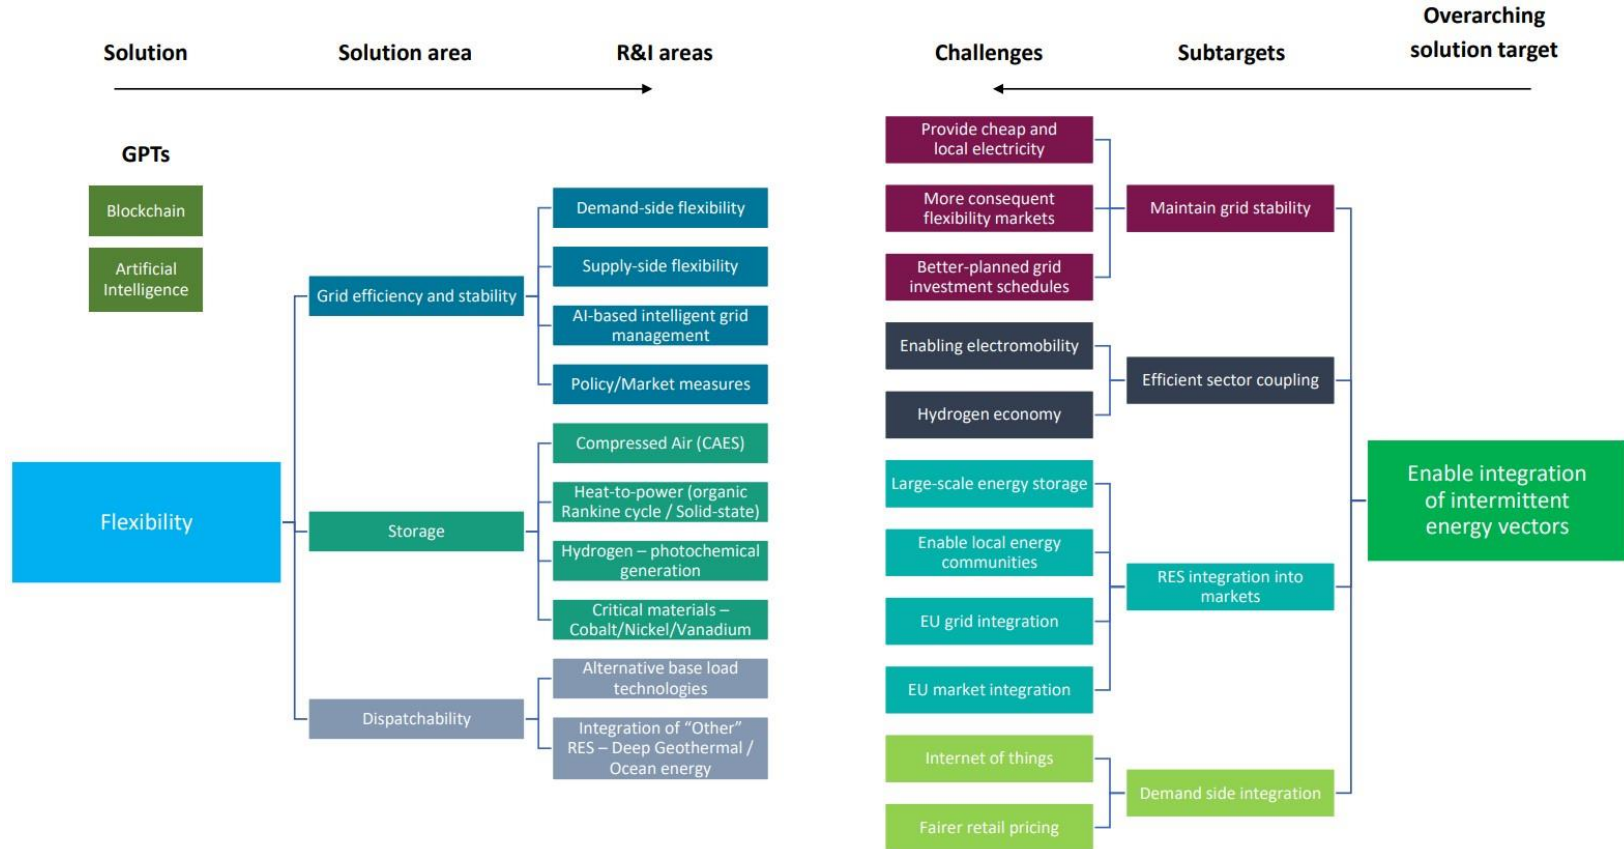 Solution
Solution area
R&I areas
Challenges
Subtargets
Overarching
solution target
GPTs
Blockchain
Artificial
Intelligence
Flexibility
Grid efficiency and stability
Demand-side flexibility
Supply-side flexibility
AI-based intelligent grid
management
Policy/Market measures
Storage
Compressed Air (CAES)
Heat-to-power (organic
Rankine cycle / Solid-state)
Hydrogen – photochemical
generation
Critical materials –
Cobalt/Nickel/Vanadium
Dispatchability
Alternative base load
technologies
Integration of “Other”
RES – Deep Geothermal /
Ocean energy
Provide cheap and
local electricity
More consequent
flexibility markets
Better-planned grid
investment schedules
Maintain grid stability
Enabling electromobility
Hydrogen economy
Efficient sector coupling
Large-scale energy storage
Enable local energy
communities
EU grid integration
EU market integration
RES integration into
markets
Internet of things
Fairer retail pricing
Demand side integration
Enable integration
of intermittent
energy vectors